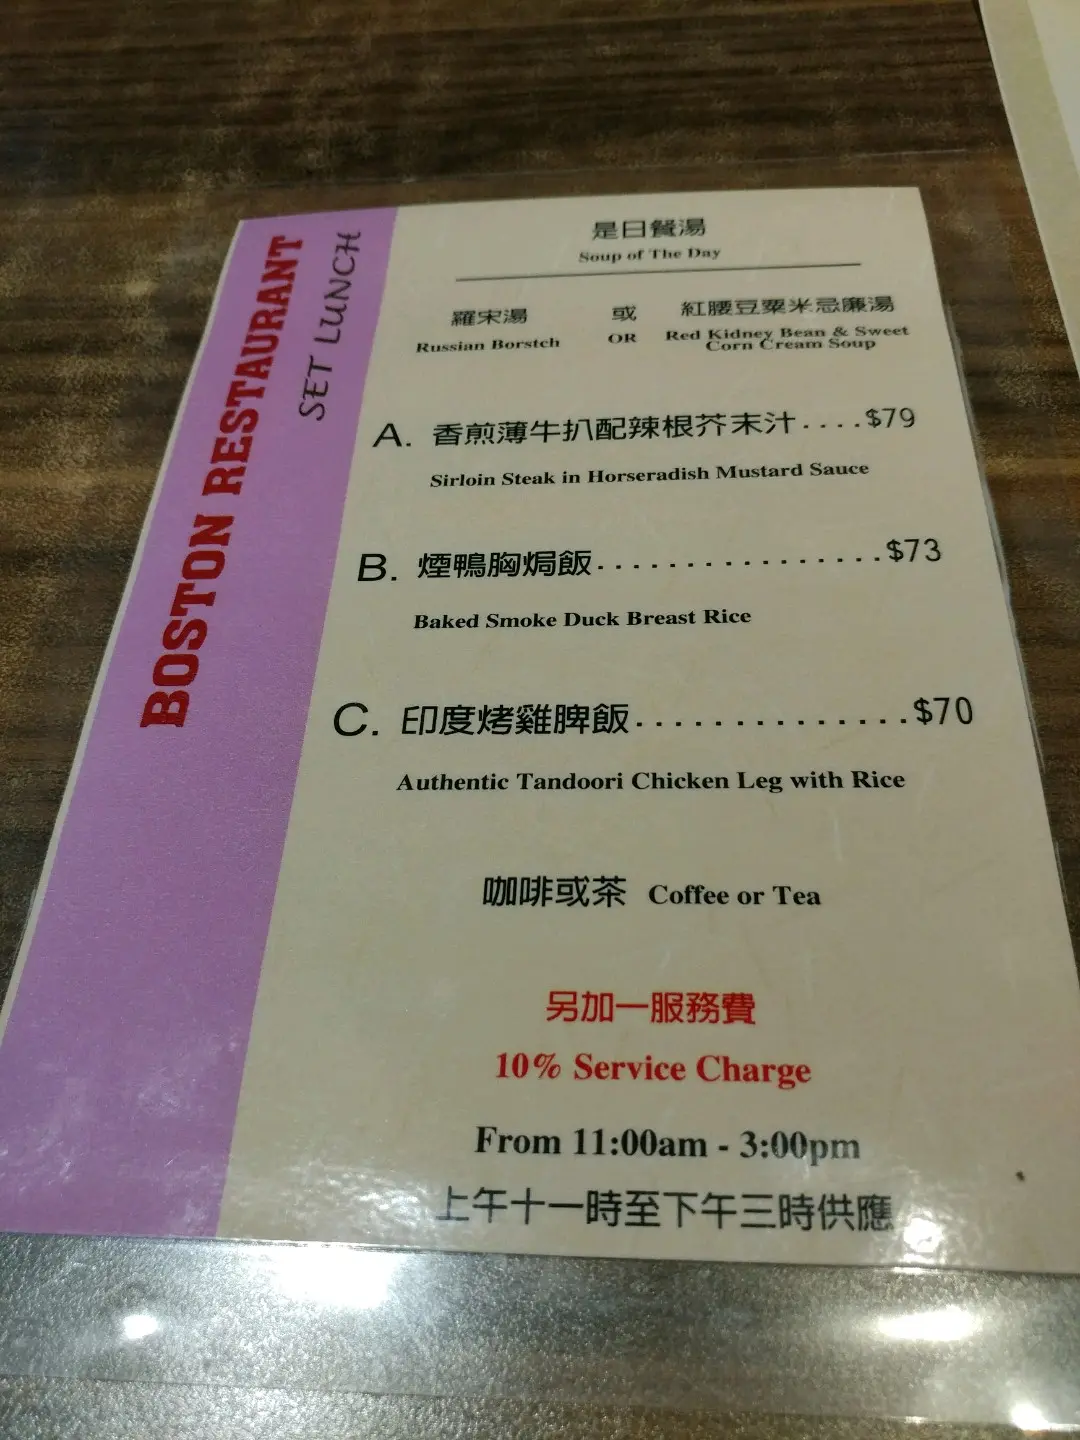 BOSTON RESTAURANT
SET LUNCH
是日餐湯
Soup of The Day
羅宋湯 或 紅腰豆粟米忌廉湯
Russian Borstch OR Red Kidney Bean & Sweet
Corn Cream Soup
A. 香煎薄牛扒配辣根芥末汁....$79
Sirloin Steak in Horseradish Mustard Sauce
B. 煙鴨胸焗飯................$73
Baked Smoke Duck Breast Rice
C. 印度烤雞脾飯...............$70
Authentic Tandoori Chicken Leg with Rice
咖啡或茶 Coffee or Tea
另加一服務費
10% Service Charge
From 11:00am - 3:00pm
上午十一時至下午三時供應